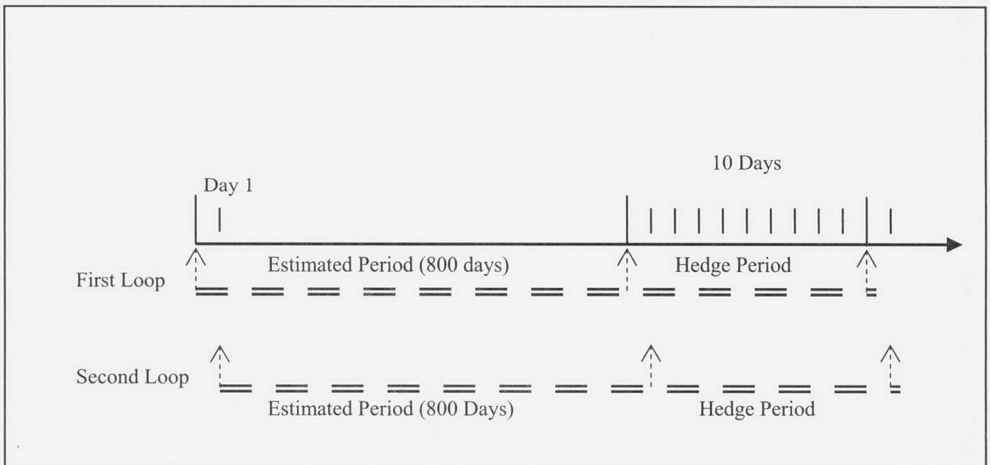 10 Days
Day 1
Estimated Period (800 days)
Hedge Period
First Loop
Second Loop
Estimated Period (800 Days)
Hedge Period